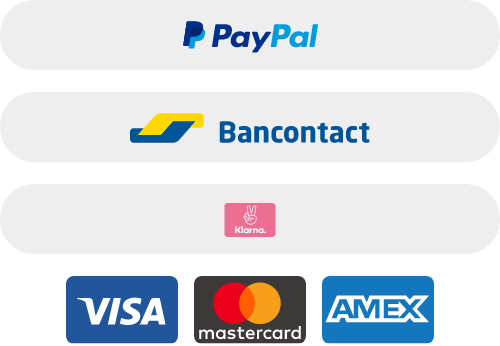 PayPal
Bancontact
Klarna.
VISA
mastercard
AMEX